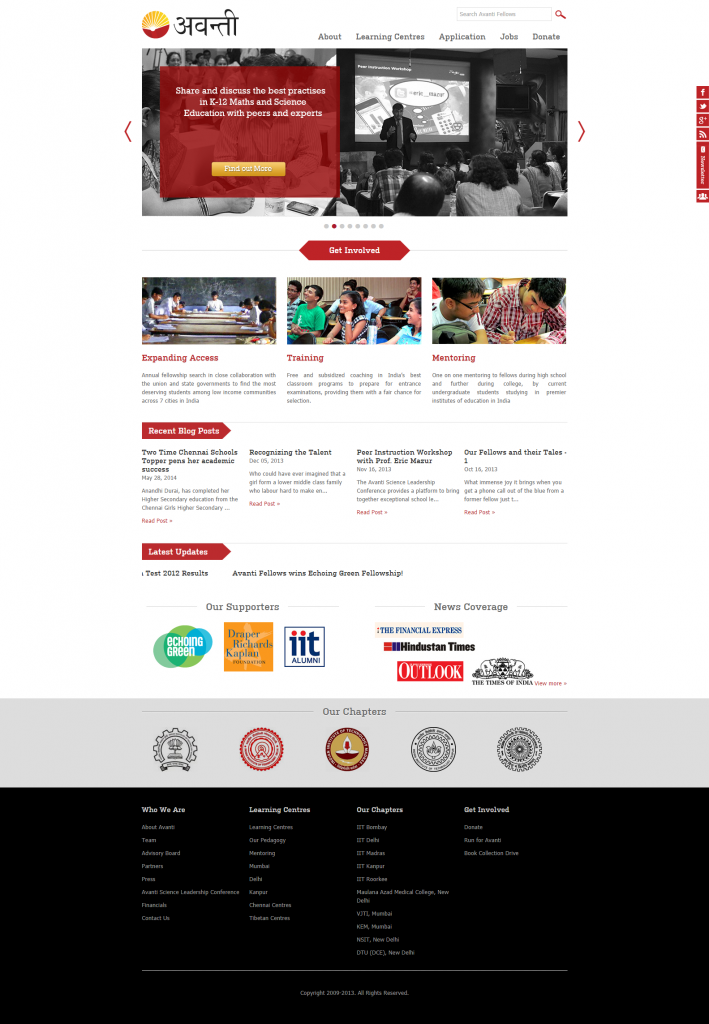 Search Avanti Fellows
अवन्ती
About Learning Centres Application Jobs Donate
Peer Instruction Workshop
Share and discuss the best practises
in K-12 Maths and Science
Education with peers and experts
@eric_mazur
Find out More
Newsletter
Get Involved
Expanding Access
Annual fellowship search in close collaboration with
the union and state governments to find the most
deserving students among low income communities
across 7 cities in India
Training
Free and subsidized coaching in India's best
classroom programs to prepare for entrance
examinations, providing them with a fair chance for
selection.
Mentoring
One on one mentoring to fellows during high school
and further during college, by current
undergraduate students studying in premier
institutes of education in India
Recent Blog Posts
Two Time Chennai Schools
Topper pens her academic
success
May 28, 2014
Anandhi Durai, has completed her
Higher Secondary education from the
Chennai Girls Higher Secondary ...
Read Post »
Recognizing the Talent
Dec 05, 2013
Who could have ever imagined that a
girl form a lower middle class family
who labour hard to make en...
Read Post »
Peer Instruction Workshop
with Prof. Eric Mazur
Nov 16, 2013
The Avanti Science Leadership
Conference provides a platform to bring
together exceptional school le...
Read Post »
Our Fellows and their Tales -
1
Oct 16, 2013
What immense joy it brings when you
get a phone call out of the blue from a
former fellow just t...
Read Post »
Latest Updates
Test 2012 Results Avanti Fellows wins Echoing Green Fellowship!
Our Supporters
echoing
green
Draper
Richards
Kaplan
FOUNDATION
iit
ALUMNI
News Coverage
THE FINANCIAL EXPRESS
Hindustan Times
OUTLOOK
THE TIMES OF INDIA
View more »
Our Chapters
Who We Are
About Avanti
Team
Advisory Board
Partners
Press
Avanti Science Leadership Conference
Financials
Contact Us
Learning Centres
Learning Centres
Our Pedagogy
Mentoring
Mumbai
Delhi
Kanpur
Chennai Centres
Tibetan Centres
Our Chapters
IIT Bombay
IIT Delhi
IIT Madras
IIT Kanpur
IIT Roorkee
Maulana Azad Medical College, New
Delhi
VJTI, Mumbai
KEM, Mumbai
NSIT, New Delhi
DTU (DCE), New Delhi
Get Involved
Donate
Run for Avanti
Book Collection Drive
Copyright 2009-2013. All Rights Reserved.